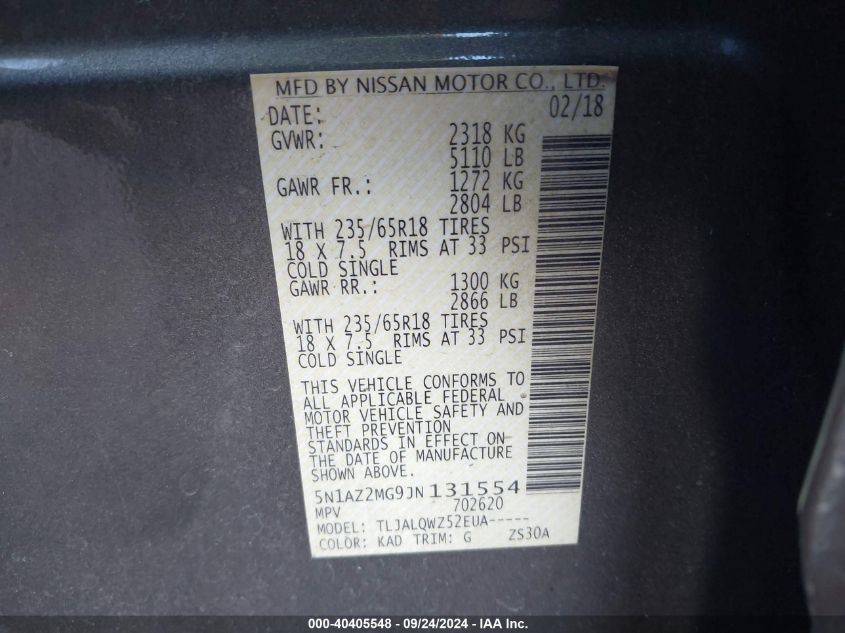 MFD BY NISSAN MOTOR CO., LTD.
DATE: 02/18
GVWR: 2318 KG
5110 LB
GAWR FR.: 1272 KG
2804 LB
WITH 235/65R18 TIRES
18 X 7.5 RIMS AT 33 PSI
COLD SINGLE
GAWR RR.: 1300 KG
2866 LB
WITH 235/65R18 TIRES
18 X 7.5 RIMS AT 33 PSI
COLD SINGLE
THIS VEHICLE CONFORMS TO
ALL APPLICABLE FEDERAL
MOTOR VEHICLE SAFETY AND
THEFT PREVENTION
STANDARDS IN EFFECT ON
THE DATE OF MANUFACTURE
SHOWN ABOVE.
5N1AZ2MG9JN131554
MPV 702620
MODEL: TLJALQWZ52EUA-----
COLOR: KAD TRIM: G ZS30A
000-40405548 - 09/24/2024 - IAA Inc.